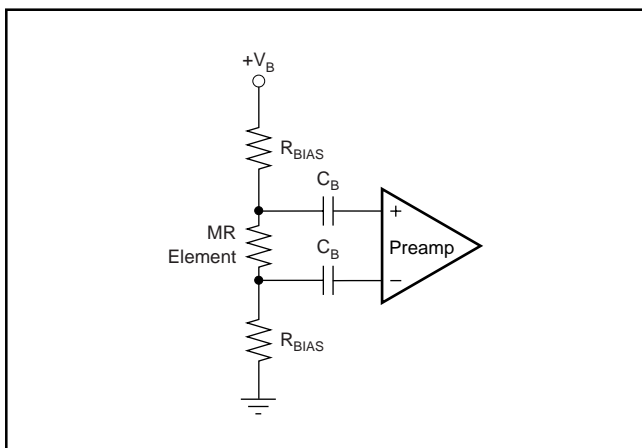 +V_B
R_BIAS
C_B
+
MR
Element
Preamp
C_B
−
R_BIAS